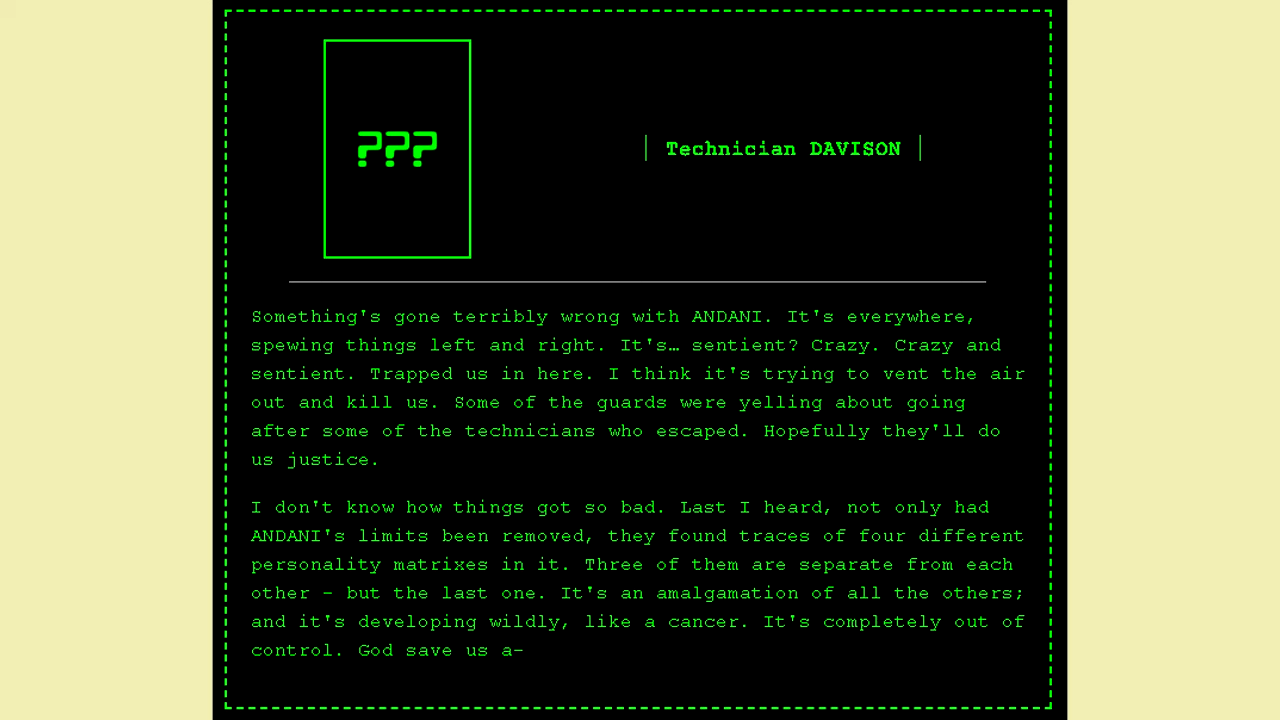 ???
| Technician DAVISON |
Something's gone terribly wrong with ANDANI. It's everywhere,
spewing things left and right. It's… sentient? Crazy. Crazy and
sentient. Trapped us in here. I think it's trying to vent the air
out and kill us. Some of the guards were yelling about going
after some of the technicians who escaped. Hopefully they'll do
us justice.
I don't know how things got so bad. Last I heard, not only had
ANDANI's limits been removed, they found traces of four different
personality matrixes in it. Three of them are separate from each
other – but the last one. It's an amalgamation of all the others;
and it's developing wildly, like a cancer. It's completely out of
control. God save us a–